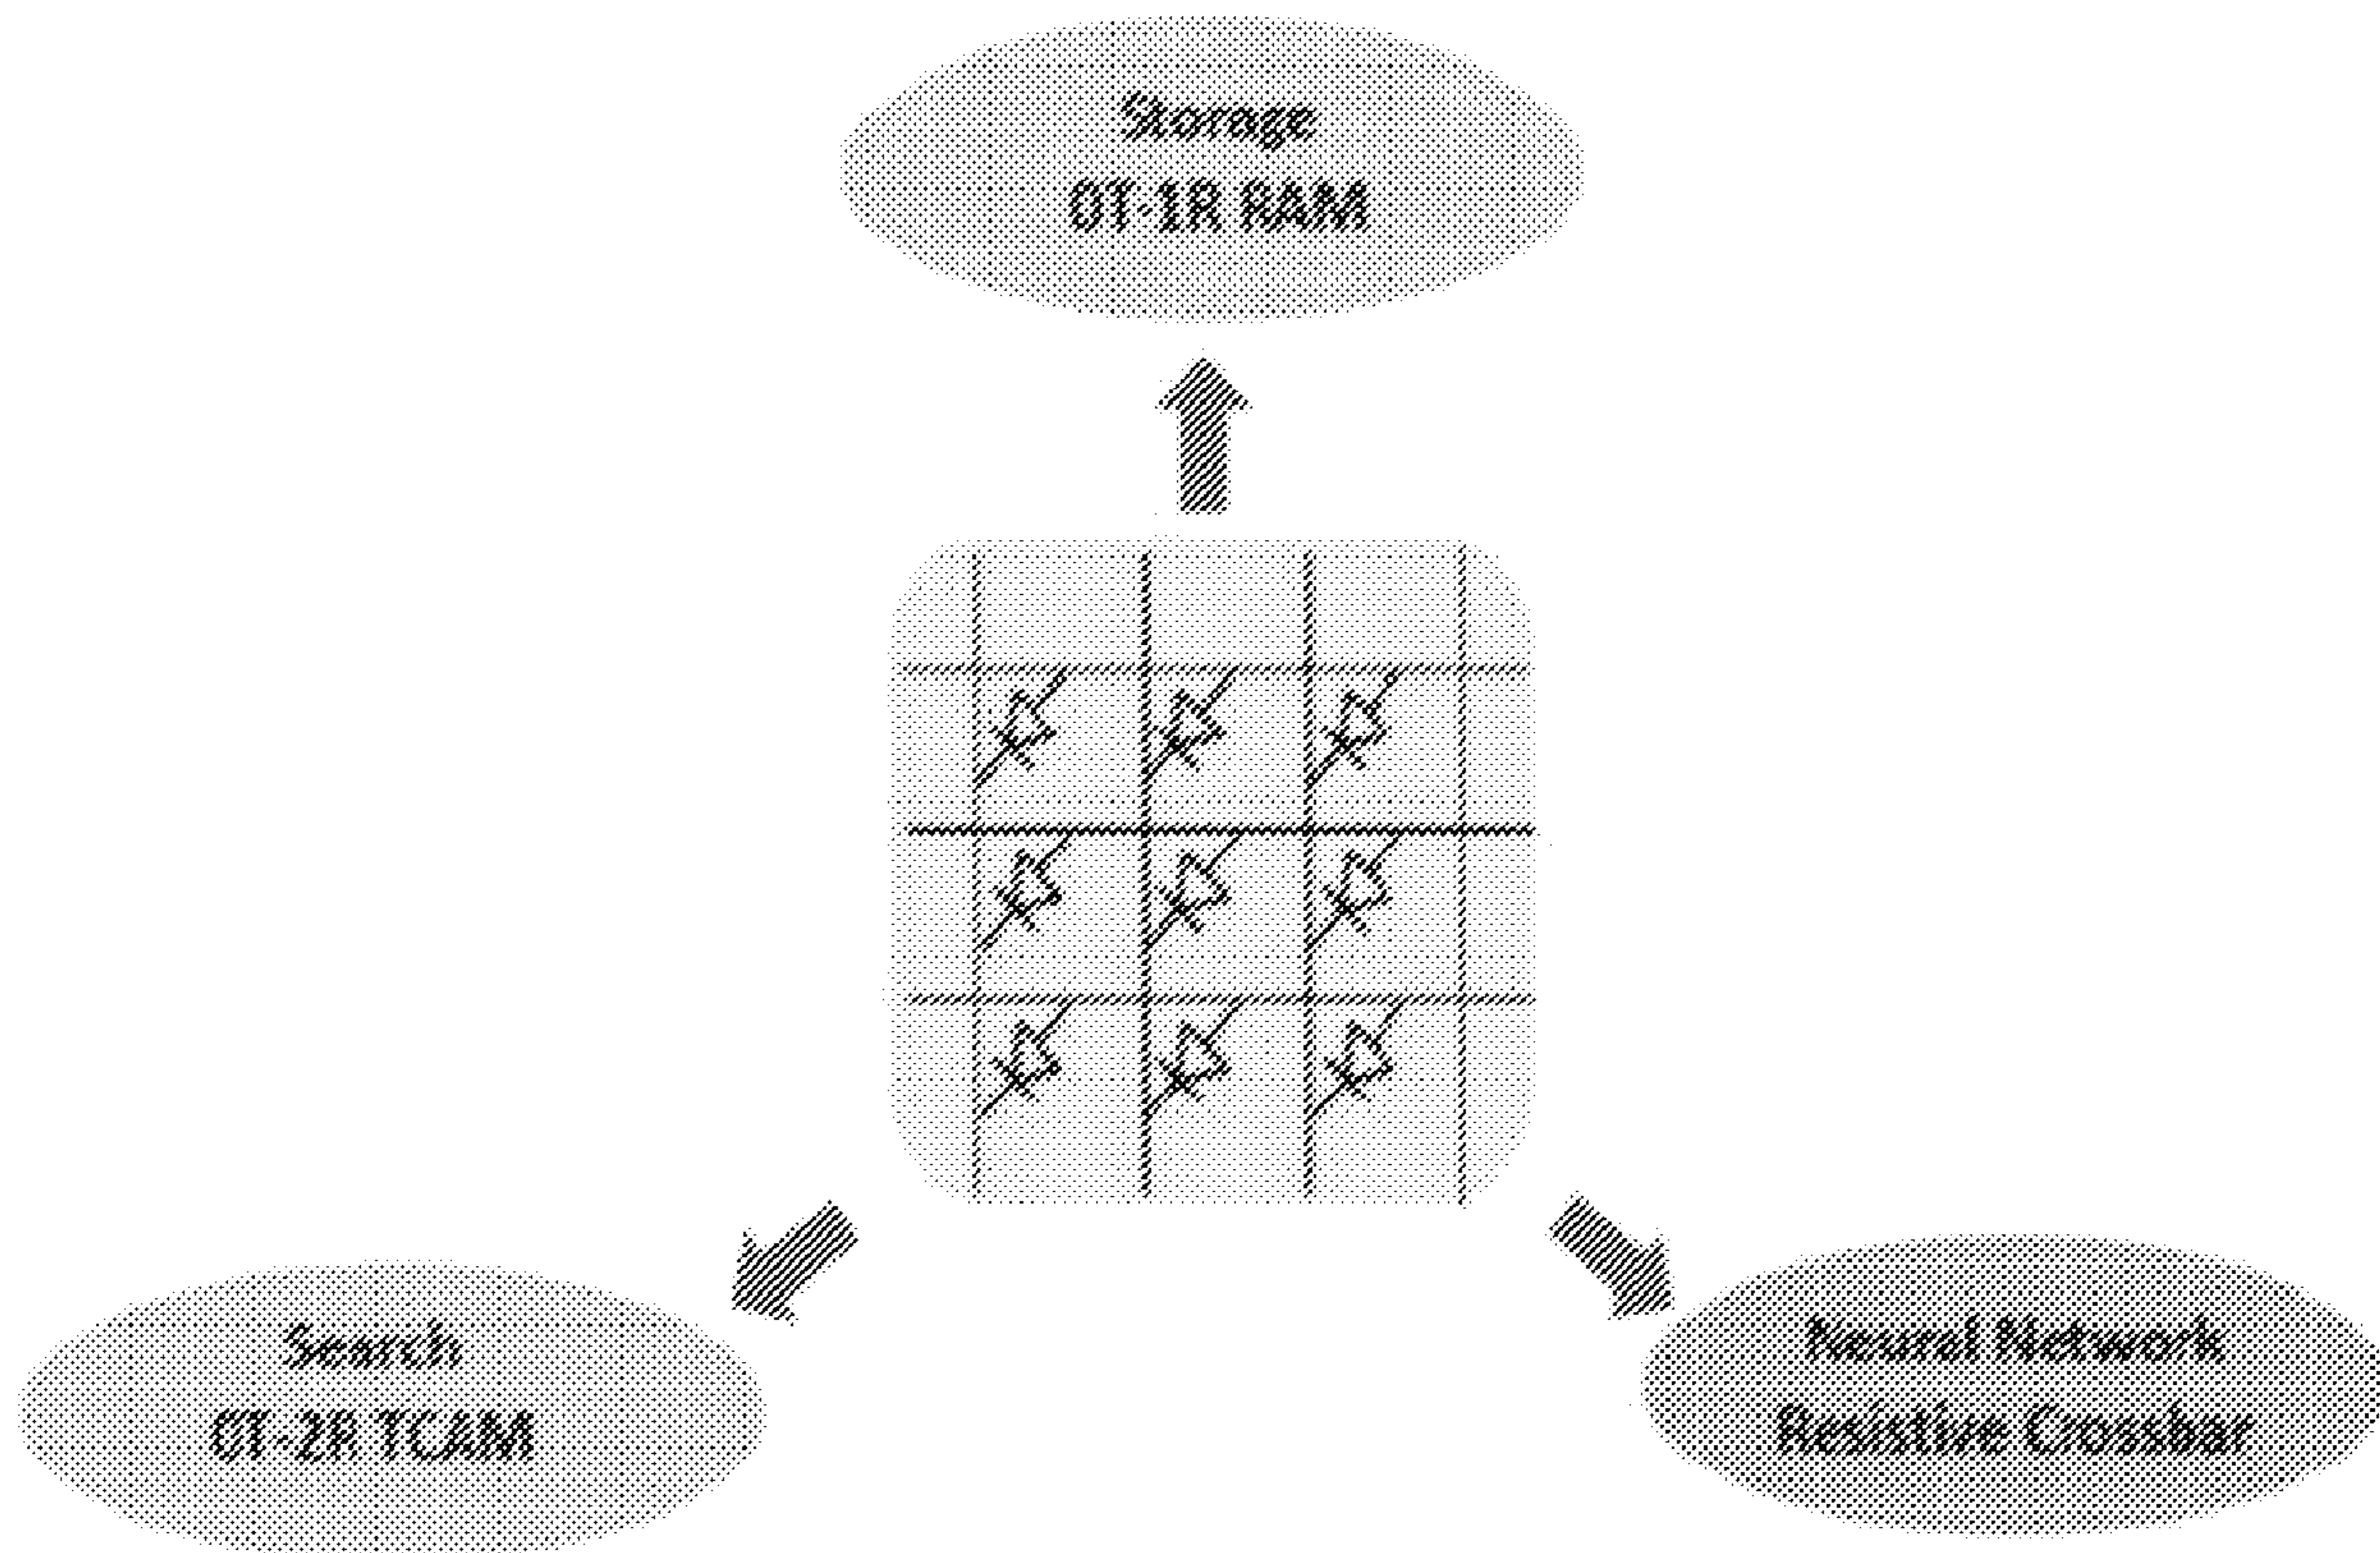 Storage
0T-1R RAM
Search
0T-2R TCAM
Neural Network
Resistive Crossbar